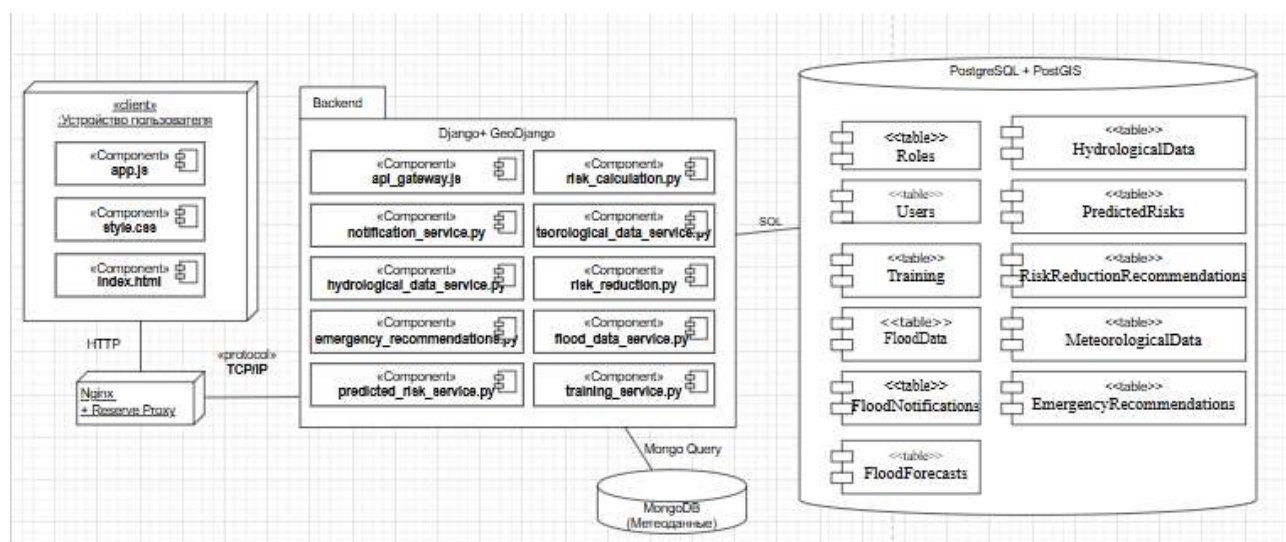 «client»
:Устройство пользователя
«Component»
app.js
«Component»
style.css
«Component»
index.html
HTTP
«protocol»
TCP/IP
Nginx
+ Reserve Proxy
Backend
Django+ GeoDjango
«Component»
api_gateway.js
«Component»
risk_calculation.py
«Component»
notification_service.py
«Component»
teorological_data_service.py
«Component»
hydrological_data_service.py
«Component»
risk_reduction.py
«Component»
emergency_recommendations.py
«Component»
flood_data_service.py
«Component»
predicted_risk_service.py
«Component»
training_service.py
Mongo Query
MongoDB
(Метеоданные)
SQL
PostgreSQL + PostGIS
<<table>>
Roles
<<table>>
HydrologicalData
<<table>>
Users
<<table>>
PredictedRisks
<<table>>
Training
<<table>>
RiskReductionRecommendations
<<table>>
FloodData
<<table>>
MeteorologicalData
<<table>>
FloodNotifications
<<table>>
EmergencyRecommendations
<<table>>
FloodForecasts